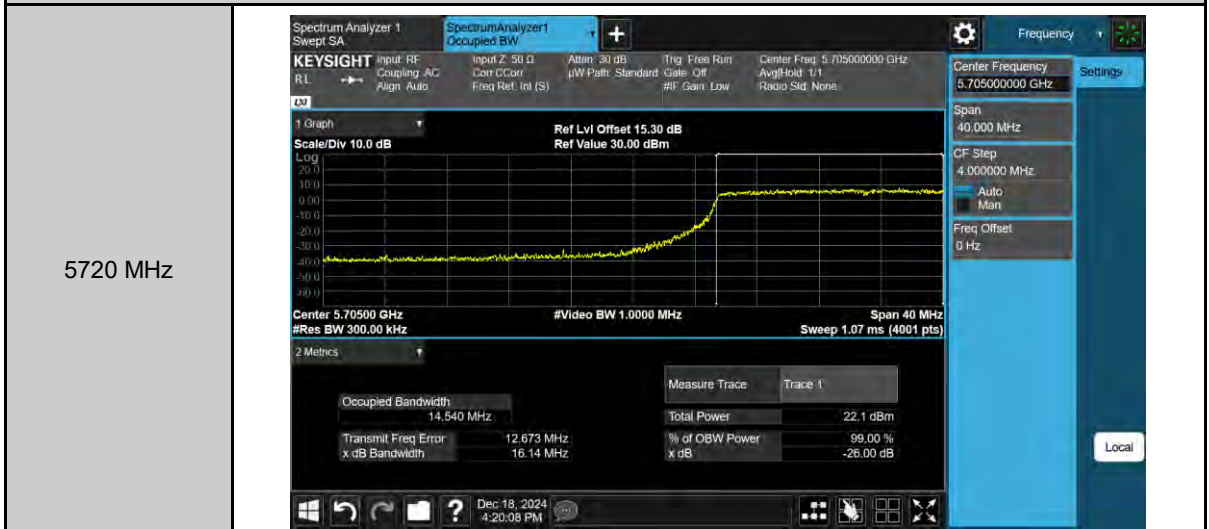 5720 MHz
Spectrum Analyzer 1
Swept SA
SpectrumAnalyzer1
Occupied BW
+
Frequency
KEYSIGHT
RL
LXI
Input: RF
Coupling: AC
Align: Auto
Input Z: 50 Ω
Corr CCorr
Freq Ref: Int (S)
Atten: 30 dB
µW Path: Standard
Trig: Free Run
Gate: Off
#IF Gain: Low
Center Freq: 5.705000000 GHz
Avg|Hold: 1/1
Radio Std: None
Center Frequency
5.705000000 GHz
Settings
Span
40.000 MHz
CF Step
4.000000 MHz
Auto
Man
Freq Offset
0 Hz
1 Graph
Scale/Div 10.0 dB
Ref Lvl Offset 15.30 dB
Ref Value 30.00 dBm
Log
20.0
10.0
0.00
-10.0
-20.0
-30.0
-40.0
-50.0
-60.0
Center 5.70500 GHz
#Video BW 1.0000 MHz
Span 40 MHz
#Res BW 300.00 kHz
Sweep 1.07 ms (4001 pts)
2 Metrics
Measure Trace Trace 1
Occupied Bandwidth
14.540 MHz
Total Power 22.1 dBm
Transmit Freq Error 12.673 MHz
% of OBW Power 99.00 %
x dB Bandwidth 16.14 MHz
x dB -26.00 dB
Local
?
Dec 18, 2024
4:20:08 PM